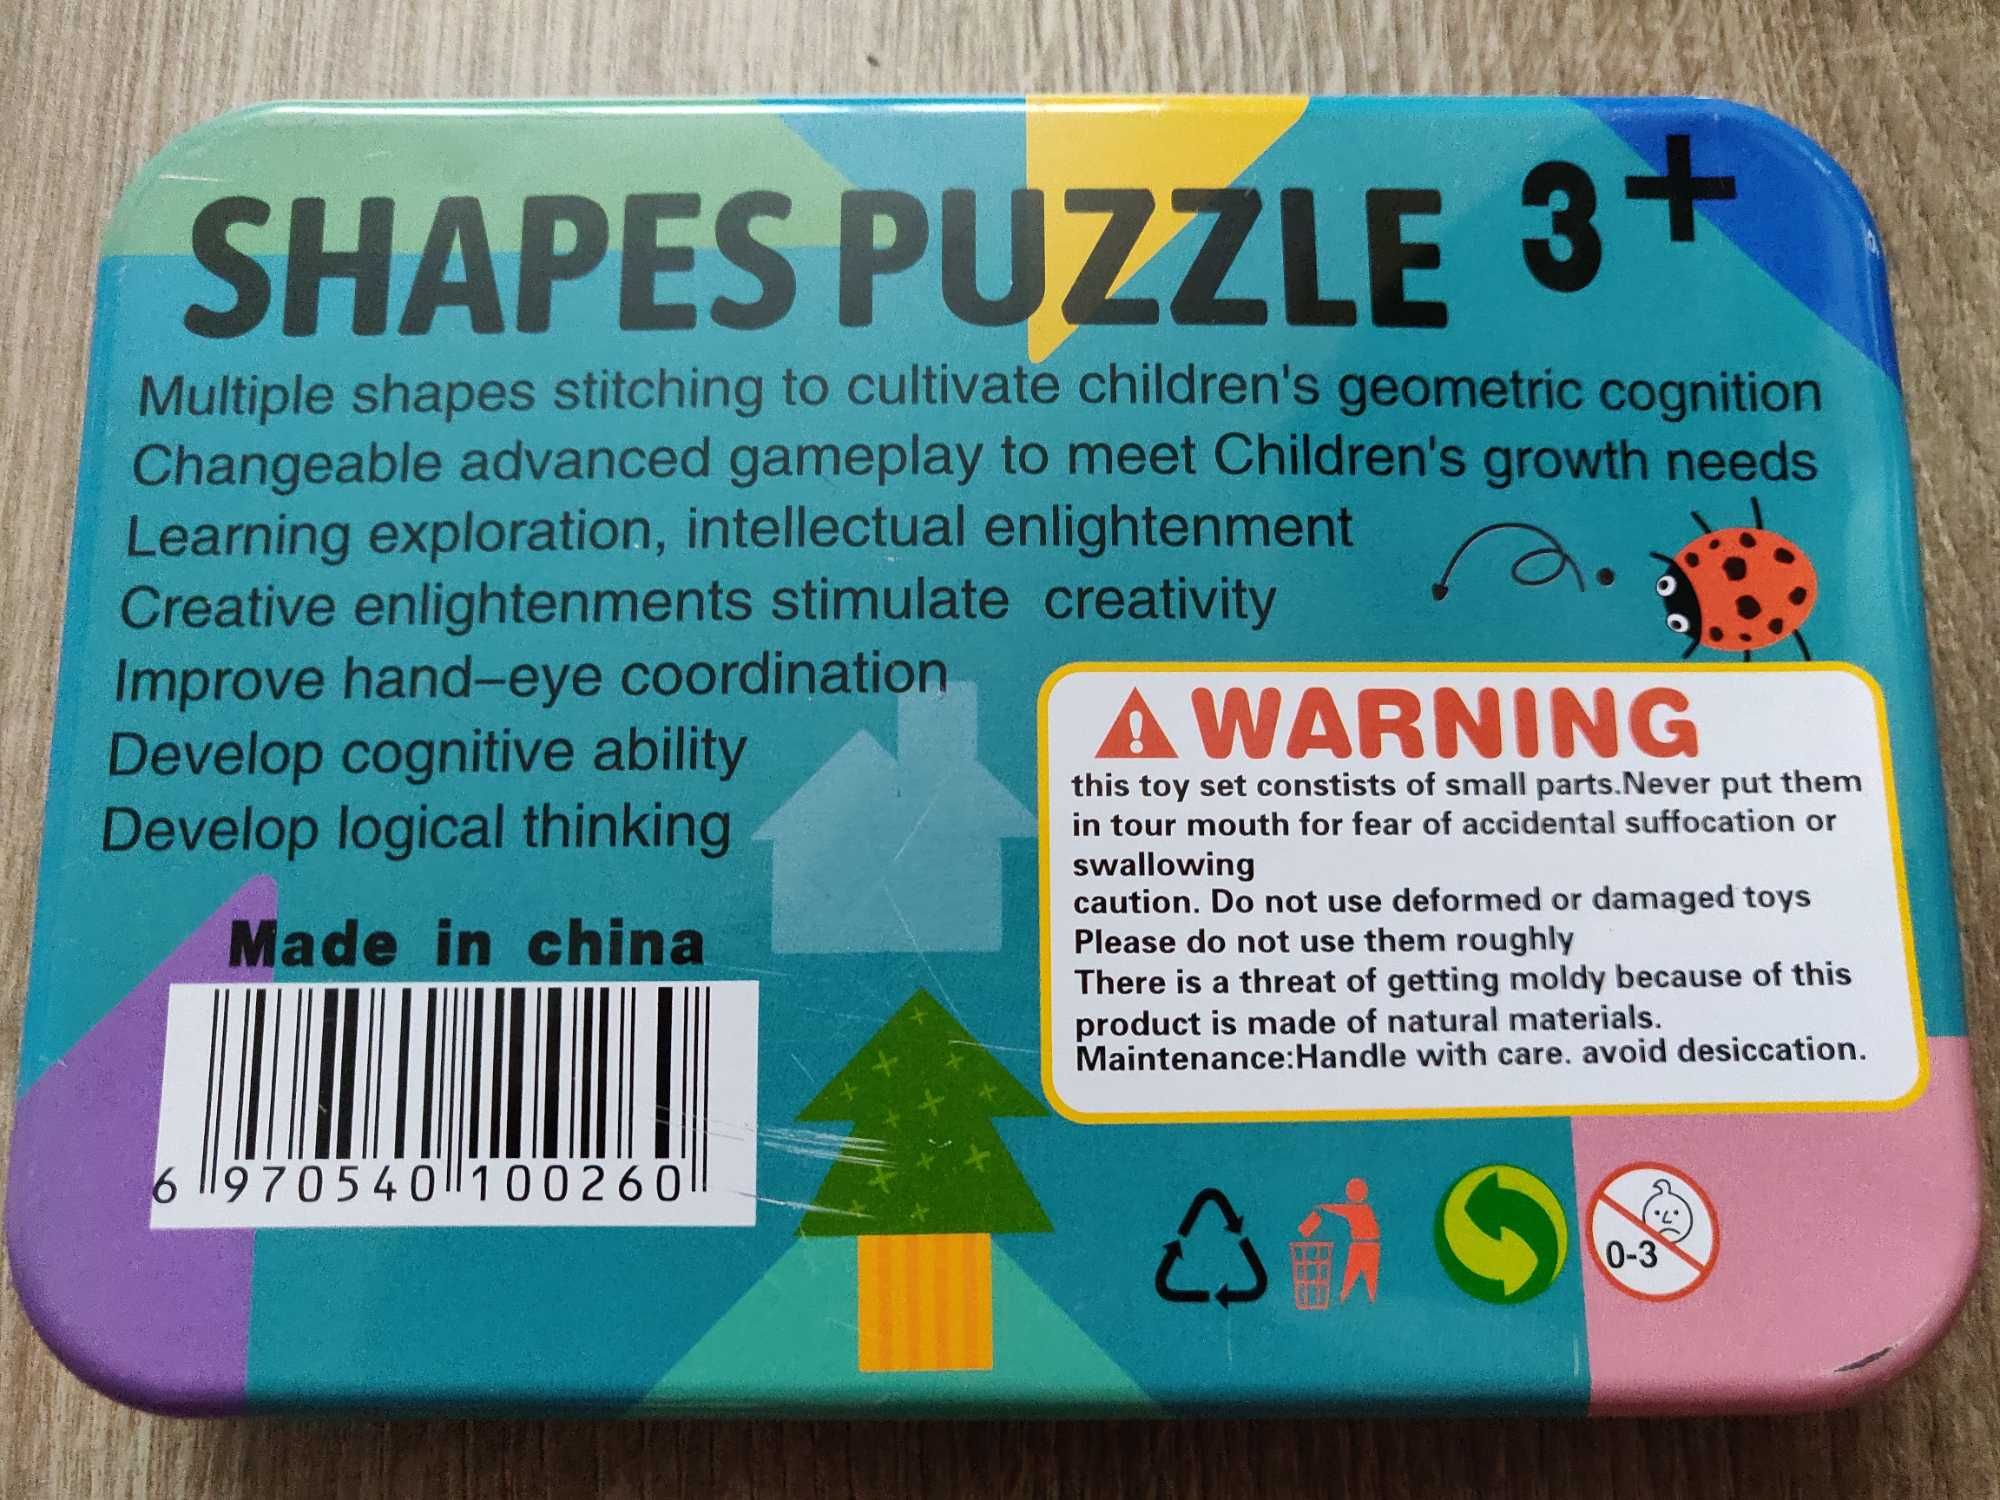 SHAPES PUZZLE 3+
Multiple shapes stitching to cultivate children's geometric cognition
Changeable advanced gameplay to meet Children's growth needs
Learning exploration, intellectual enlightenment
Creative enlightenments stimulate creativity
Improve hand–eye coordination
Develop cognitive ability
Develop logical thinking
Made in china
6 970540 100260
WARNING
this toy set constists of small parts.Never put them
in tour mouth for fear of accidental suffocation or
swallowing
caution. Do not use deformed or damaged toys
Please do not use them roughly
There is a threat of getting moldy because of this
product is made of natural materials.
Maintenance:Handle with care. avoid desiccation.
0-3